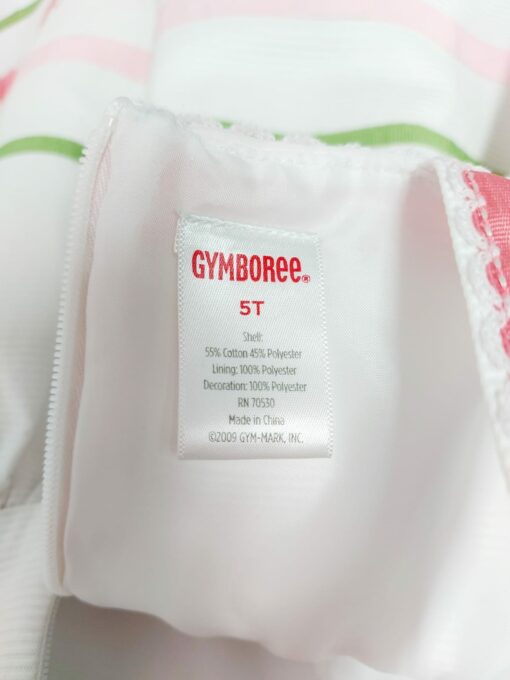 GYMBOREE®
5T
Shell:
55% Cotton 45% Polyester
Lining: 100% Polyester
Decoration: 100% Polyester
RN 70530
Made in China
©2009 GYM-MARK, INC.